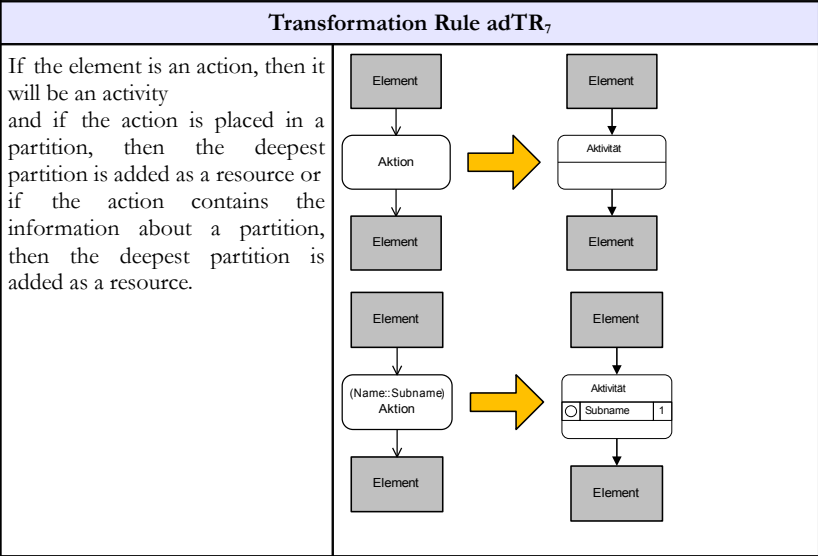 Transformation Rule adTR₇
If the element is an action, then it
will be an activity
and if the action is placed in a
partition, then the deepest
partition is added as a resource or
if the action contains the
information about a partition,
then the deepest partition is
added as a resource.
Element
Element
Aktion
Aktivität
Element
Element
Element
Element
(Name::Subname)
Aktion
Aktivität
Subname 1
Element
Element